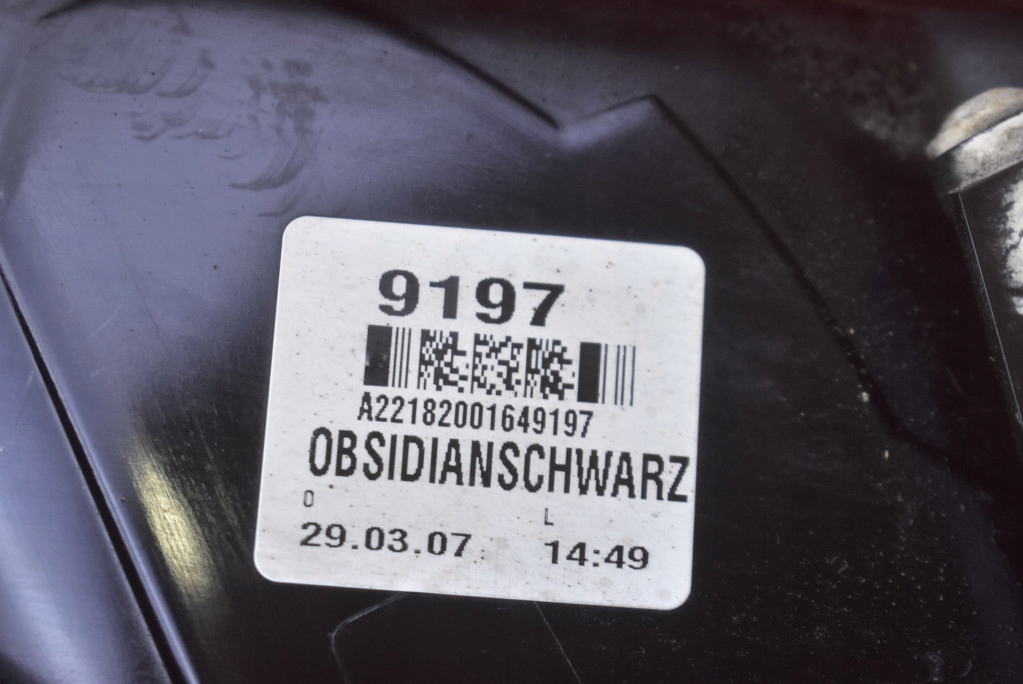 9197
A22182001649197
OBSIDIANSCHWARZ
0 L
29.03.07 14:49